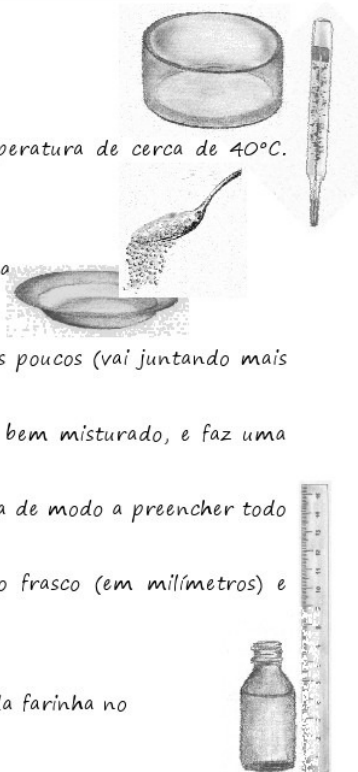 peratura de cerca de 40°C.
a
s poucos (vai juntando mais
bem misturado, e faz uma
a de modo a preencher todo
o frasco (em milímetros) e
la farinha no